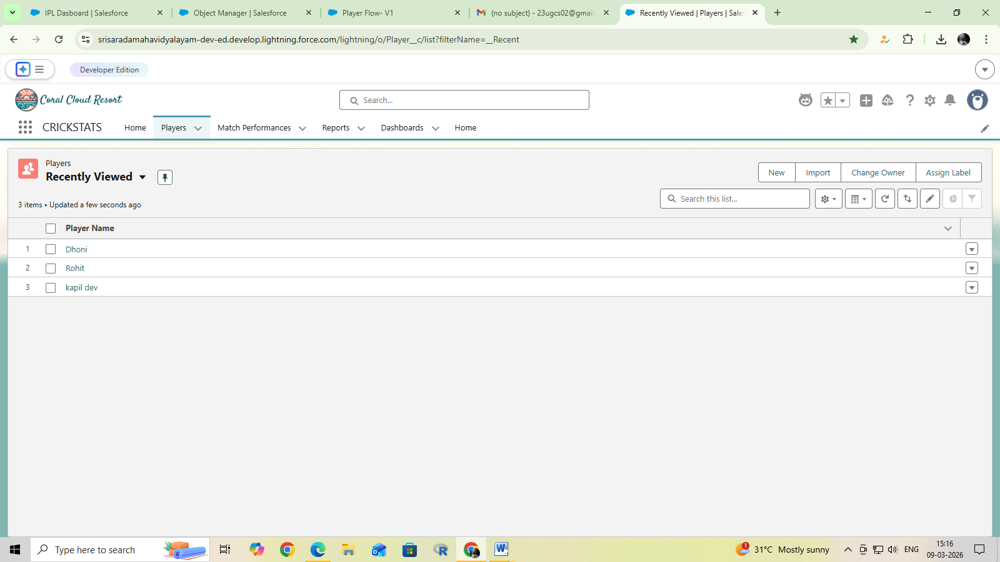 IPL Dasboard | Salesforce
Object Manager | Salesforce
Player Flow- V1
(no subject) - 23ugcs02@gmail
Recently Viewed | Players | Sales
srisaradamahavidyalayam-dev-ed.develop.lightning.force.com/lightning/o/Player__c/list?filterName=__Recent
Developer Edition
Coral Cloud Resort
Search...
CRICKSTATS
Home
Players
Match Performances
Reports
Dashboards
Home
Players
Recently Viewed
New
Import
Change Owner
Assign Label
3 items • Updated a few seconds ago
Search this list...
Player Name
1 Dhoni
2 Rohit
3 kapil dev
Type here to search
1
31°C Mostly sunny
ENG
15:16
09-03-2026